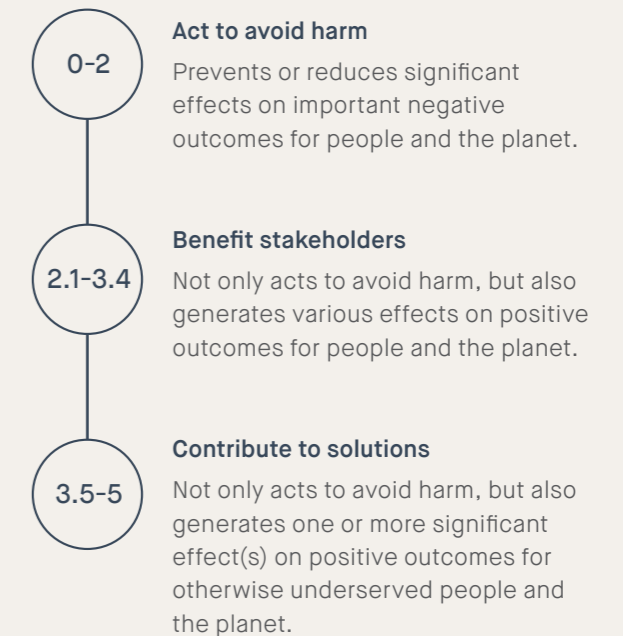 0-2
Act to avoid harm
Prevents or reduces significant
effects on important negative
outcomes for people and the planet.
2.1-3.4
Benefit stakeholders
Not only acts to avoid harm, but also
generates various effects on positive
outcomes for people and the planet.
3.5-5
Contribute to solutions
Not only acts to avoid harm, but also
generates one or more significant
effect(s) on positive outcomes for
otherwise underserved people and
the planet.